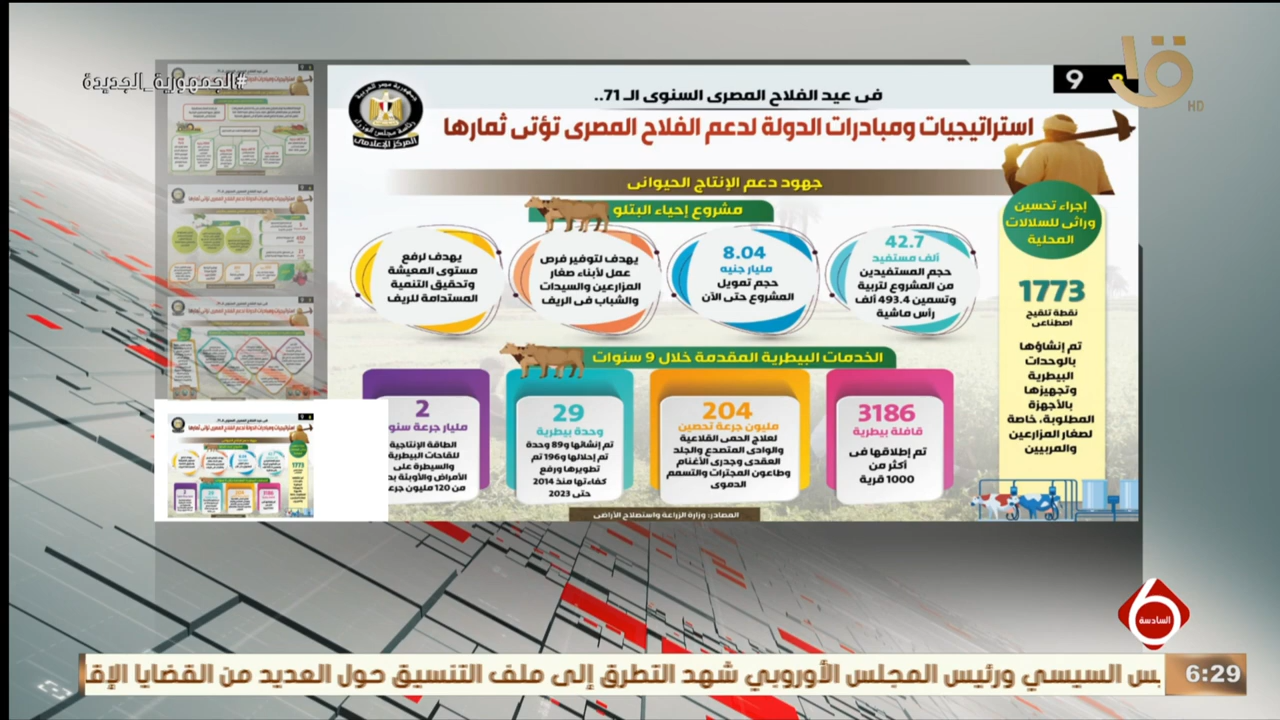 #الجمهورية_الجديدة
HD
9
جمهورية مصر العربية
رئاسة مجلس الوزراء
المركز الإعلامى
فى عيد الفلاح المصرى السنوى الـ 71..
استراتيجيات ومبادرات الدولة لدعم الفلاح المصرى تؤتى ثمارها
جهود دعم الإنتاج الحيوانى
مشروع إحياء البتلو
42.7
ألف مستفيد
حجم المستفيدين
من المشروع لتربية
وتسمين 493.4 ألف
رأس ماشية
8.04
مليار جنيه
حجم تمويل
المشروع حتى الآن
يهدف لتوفير فرص
عمل لأبناء صغار
المزارعين والسيدات
والشباب فى الريف
يهدف لرفع
مستوى المعيشة
وتحقيق التنمية
المستدامة للريف
إجراء تحسين
وراثى للسلالات
المحلية
1773
نقطة تلقيح
اصطناعى
تم إنشاؤها
بالوحدات
البيطرية
وتجهيزها
بالأجهزة
المطلوبة، خاصة
لصغار المزارعين
والمربيين
الخدمات البيطرية المقدمة خلال 9 سنوات
3186
قافلة بيطرية
تم إطلاقها فى
أكثر من
1000 قرية
204
مليون جرعة تحصين
لعلاج الحمى القلاعية
والوادى المتصدع والجلد
العقدى وجدرى الأغنام
وطاعون المجترات والتسمم
الدموى
29
وحدة بيطرية
تم إنشائها و89 وحدة
تم إحلالها و196 تم
تطويرها ورفع
كفاءتها منذ 2014
حتى 2023
2
مليار جرعة
الطاقة الإنتاجية
للقاحات البيطرية
والسيطرة على
الأمراض والأوبئة
من 120 مليون
المصادر: وزارة الزراعة واستصلاح الأراضى
السادسة
السيسي ورئيس المجلس الأوروبي شهد التطرق إلى ملف التنسيق حول العديد من القضايا
6:29